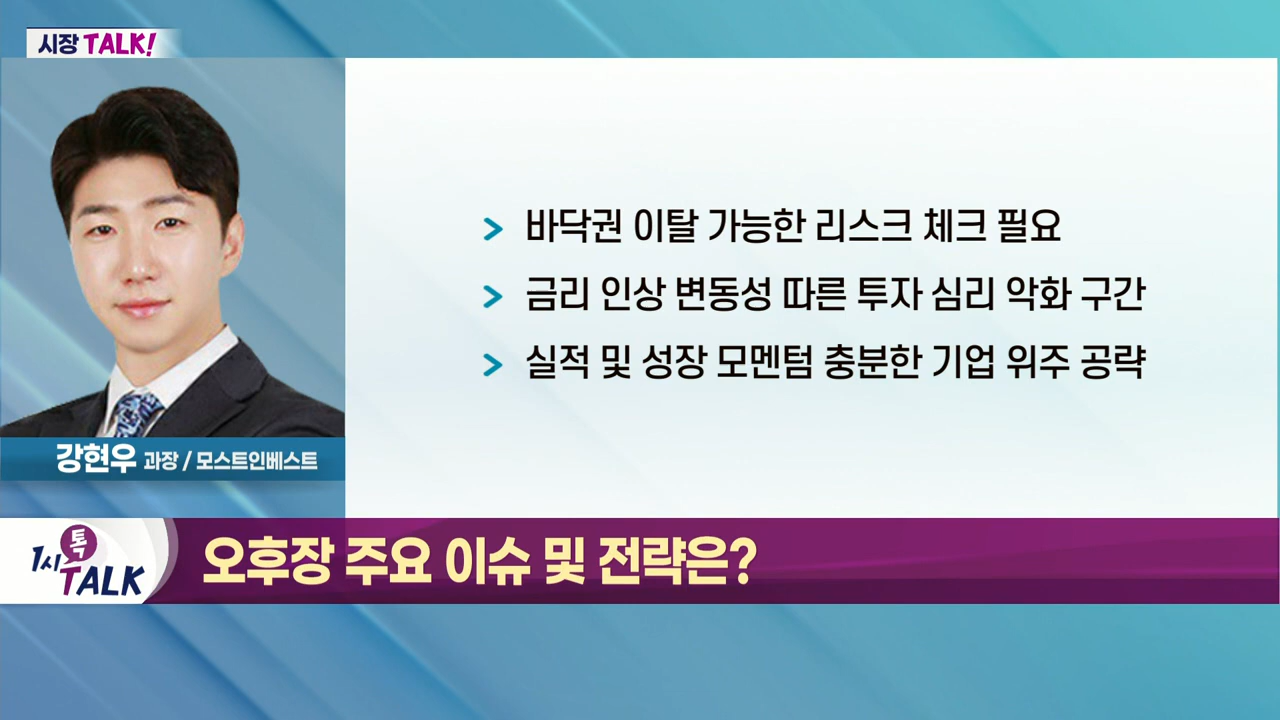 시장 TALK!
> 바닥권 이탈 가능한 리스크 체크 필요
> 금리 인상 변동성 따른 투자 심리 악화 구간
> 실적 및 성장 모멘텀 충분한 기업 위주 공략
강현우 과장 / 모스트인베스트
1시 톡 TALK
오후장 주요 이슈 및 전략은?